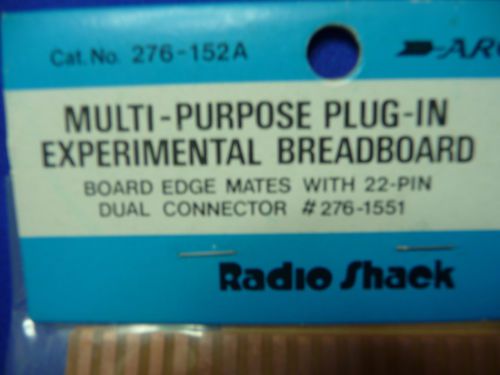 Cat. No. 276-152A
MULTI-PURPOSE PLUG-IN
EXPERIMENTAL BREADBOARD
BOARD EDGE MATES WITH 22-PIN
DUAL CONNECTOR #276-1551
Radio Shack